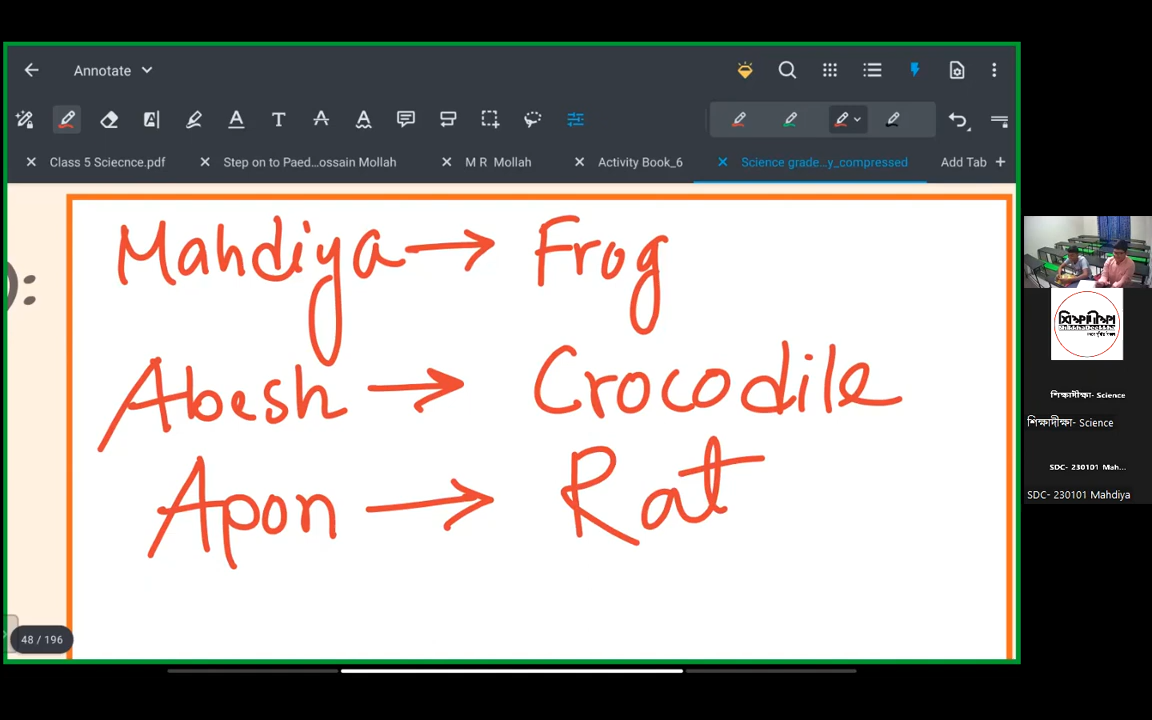 Annotate
Class 5 Sciecnce.pdf
Step on to Paed...ossain Mollah
M R Mollah
Activity Book_6
Science grade...y_compressed
Add Tab +
Mahdiya → Frog
):
Abesh → Crocodile
Apon → Rat
48 / 196
শিক্ষাদীক্ষা
শিক্ষাদীক্ষা- Science
শিক্ষাদীক্ষা- Science
SDC- 230101 Mah...
SDC- 230101 Mahdiya